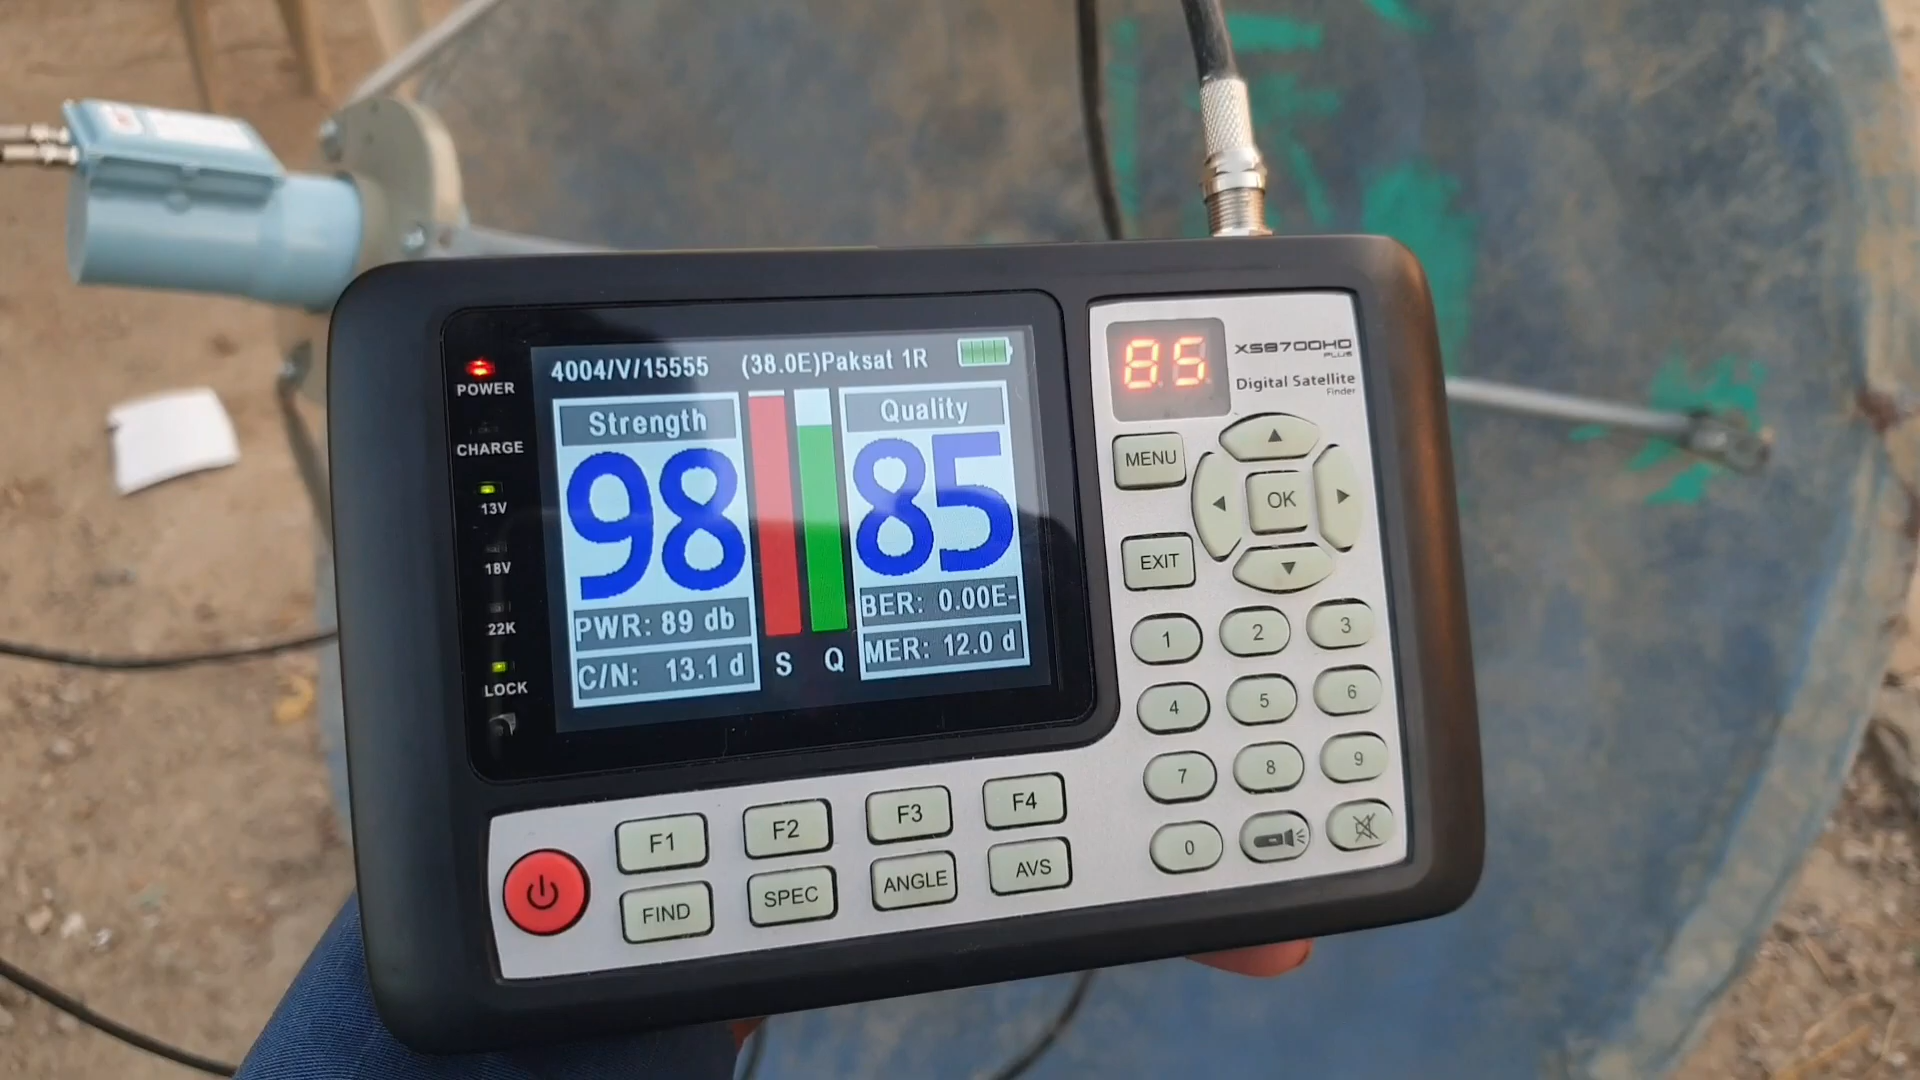 4004/V/15555 (38.0E)Paksat 1R
Strength
98
PWR: 89 db
C/N: 13.1 d
S Q
Quality
85
BER: 0.00E-
MER: 12.0 d
POWER
CHARGE
13V
18V
22K
LOCK
85
XS8700HD
PLUS
Digital Satellite
Finder
MENU
OK
EXIT
1 2 3
4 5 6
7 8 9
0
F1 F2 F3 F4
FIND SPEC ANGLE AVS